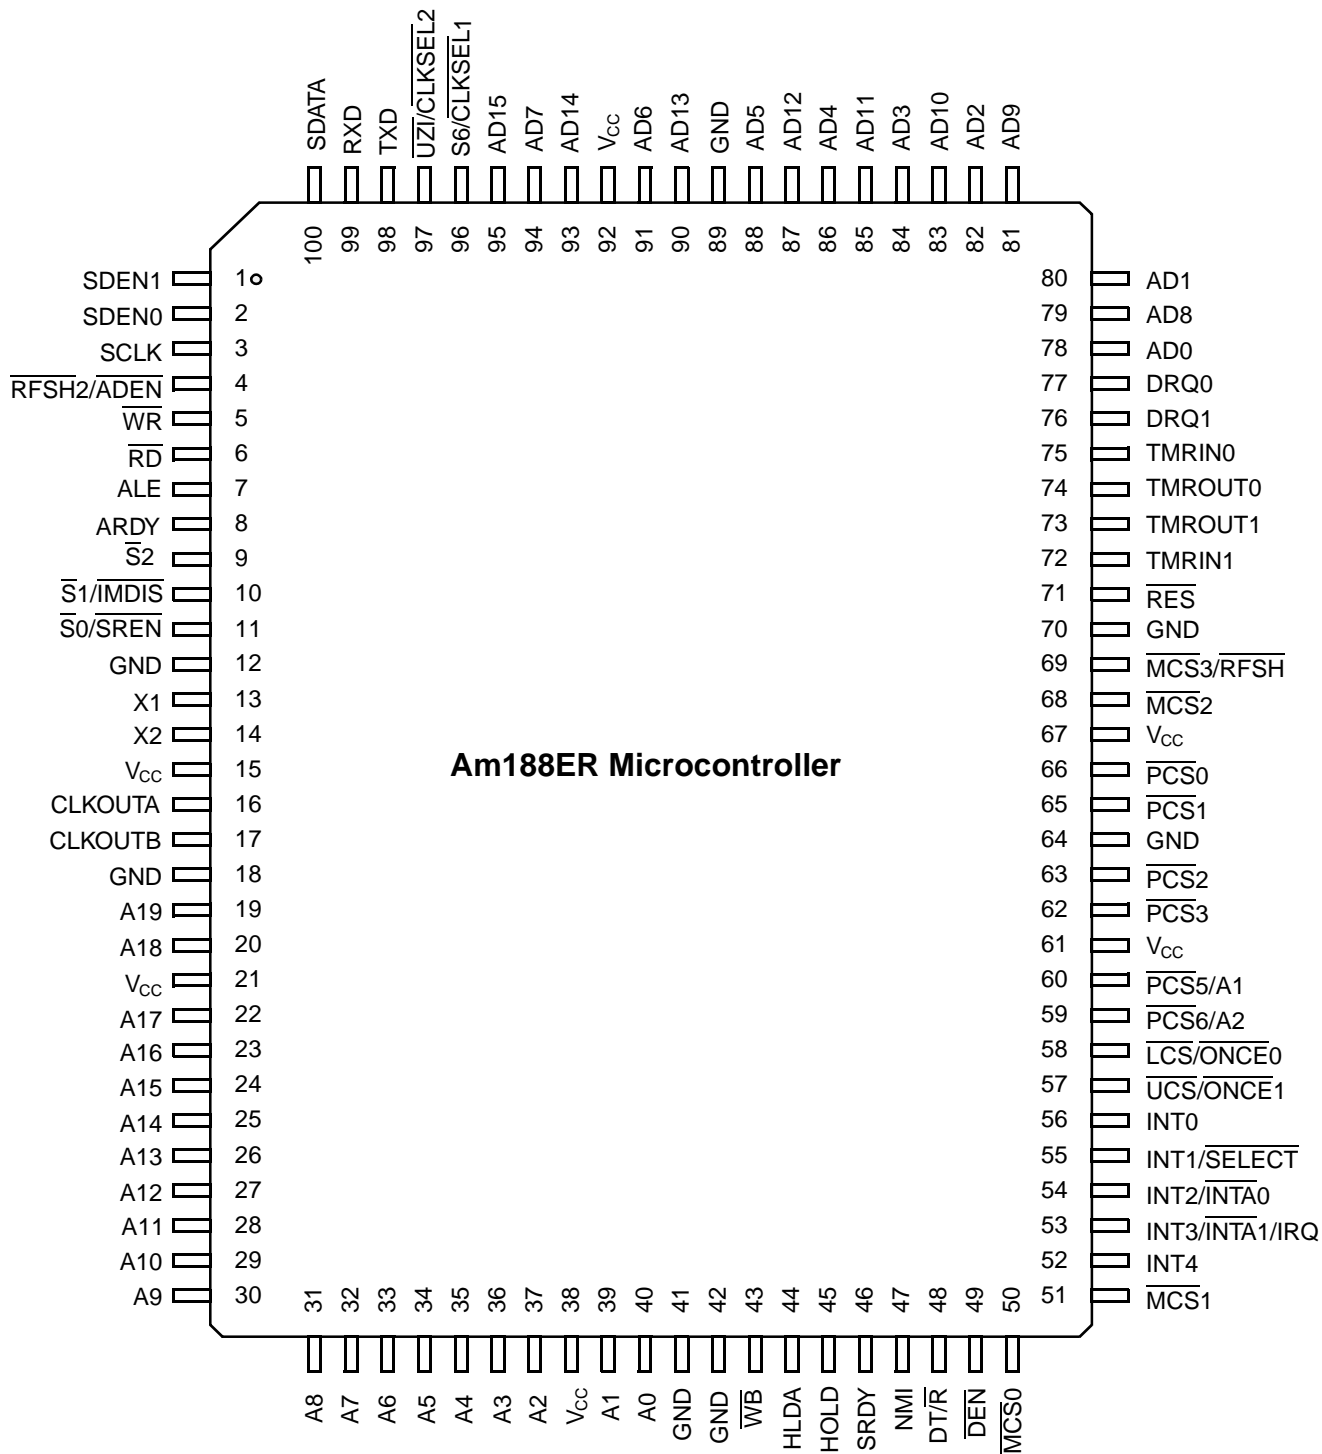 SDATA
RXD
TXD
UZI/CLKSEL2
S6/CLKSEL1
AD15
AD7
AD14
VCC
AD6
AD13
GND
AD5
AD12
AD4
AD11
AD3
AD10
AD2
AD9
100
99
98
97
96
95
94
93
92
91
90
89
88
87
86
85
84
83
82
81
SDEN1 1 80 AD1
SDEN0 2 79 AD8
SCLK 3 78 AD0
RFSH2/ADEN 4 77 DRQ0
WR 5 76 DRQ1
RD 6 75 TMRIN0
ALE 7 74 TMROUT0
ARDY 8 73 TMROUT1
S2 9 72 TMRIN1
S1/IMDIS 10 71 RES
S0/SREN 11 70 GND
GND 12 69 MCS3/RFSH
X1 13 68 MCS2
X2 14 67 VCC
VCC 15 66 PCS0
Am188ER Microcontroller
CLKOUTA 16 65 PCS1
CLKOUTB 17 64 GND
GND 18 63 PCS2
A19 19 62 PCS3
A18 20 61 VCC
VCC 21 60 PCS5/A1
A17 22 59 PCS6/A2
A16 23 58 LCS/ONCE0
A15 24 57 UCS/ONCE1
A14 25 56 INT0
A13 26 55 INT1/SELECT
A12 27 54 INT2/INTA0
A11 28 53 INT3/INTA1/IRQ
A10 29 52 INT4
A9 30 51 MCS1
31
32
33
34
35
36
37
38
39
40
41
42
43
44
45
46
47
48
49
50
A8
A7
A6
A5
A4
A3
A2
VCC
A1
A0
GND
GND
WB
HLDA
HOLD
SRDY
NMI
DT/R
DEN
MCS0